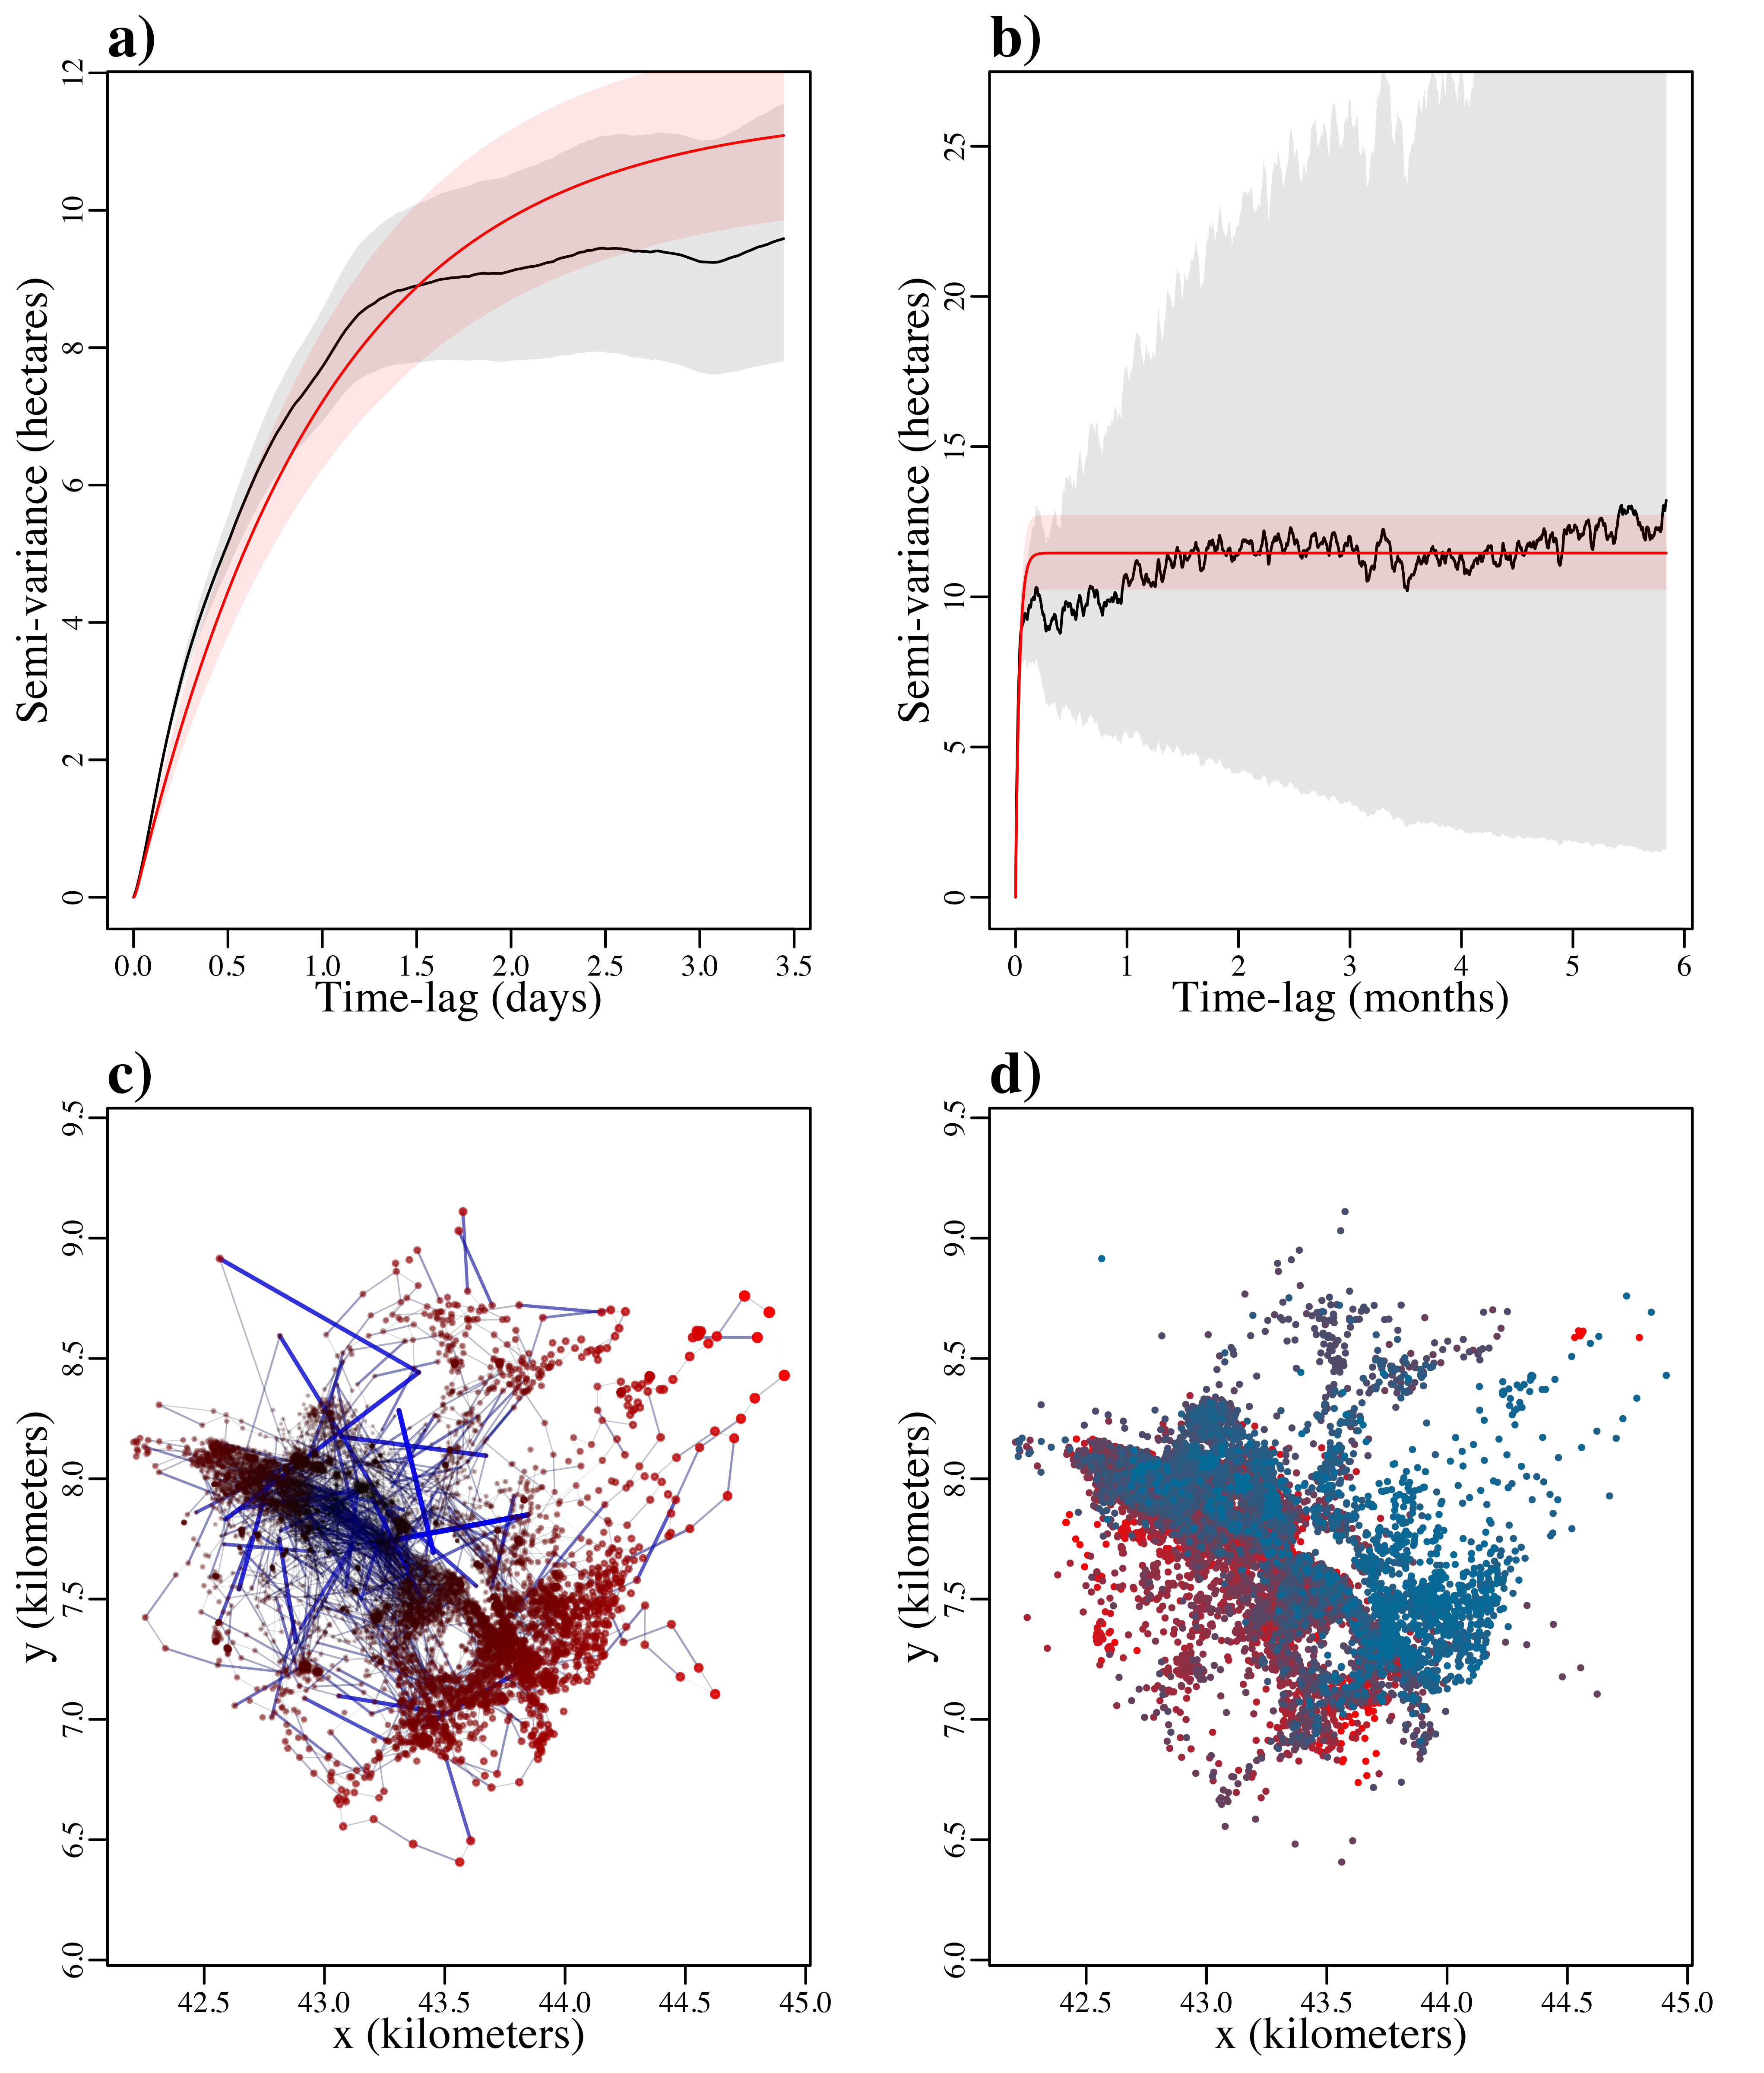 a)
Semi-variance (hectares)
12
10
8
6
4
2
0
0.0 0.5 1.0 1.5 2.0 2.5 3.0 3.5
Time-lag (days)
b)
Semi-variance (hectares)
25
20
15
10
5
0
0 1 2 3 4 5 6
Time-lag (months)
c)
y (kilometers)
9.5
9.0
8.5
8.0
7.5
7.0
6.5
6.0
42.5 43.0 43.5 44.0 44.5 45.0
x (kilometers)
d)
y (kilometers)
9.5
9.0
8.5
8.0
7.5
7.0
6.5
6.0
42.5 43.0 43.5 44.0 44.5 45.0
x (kilometers)